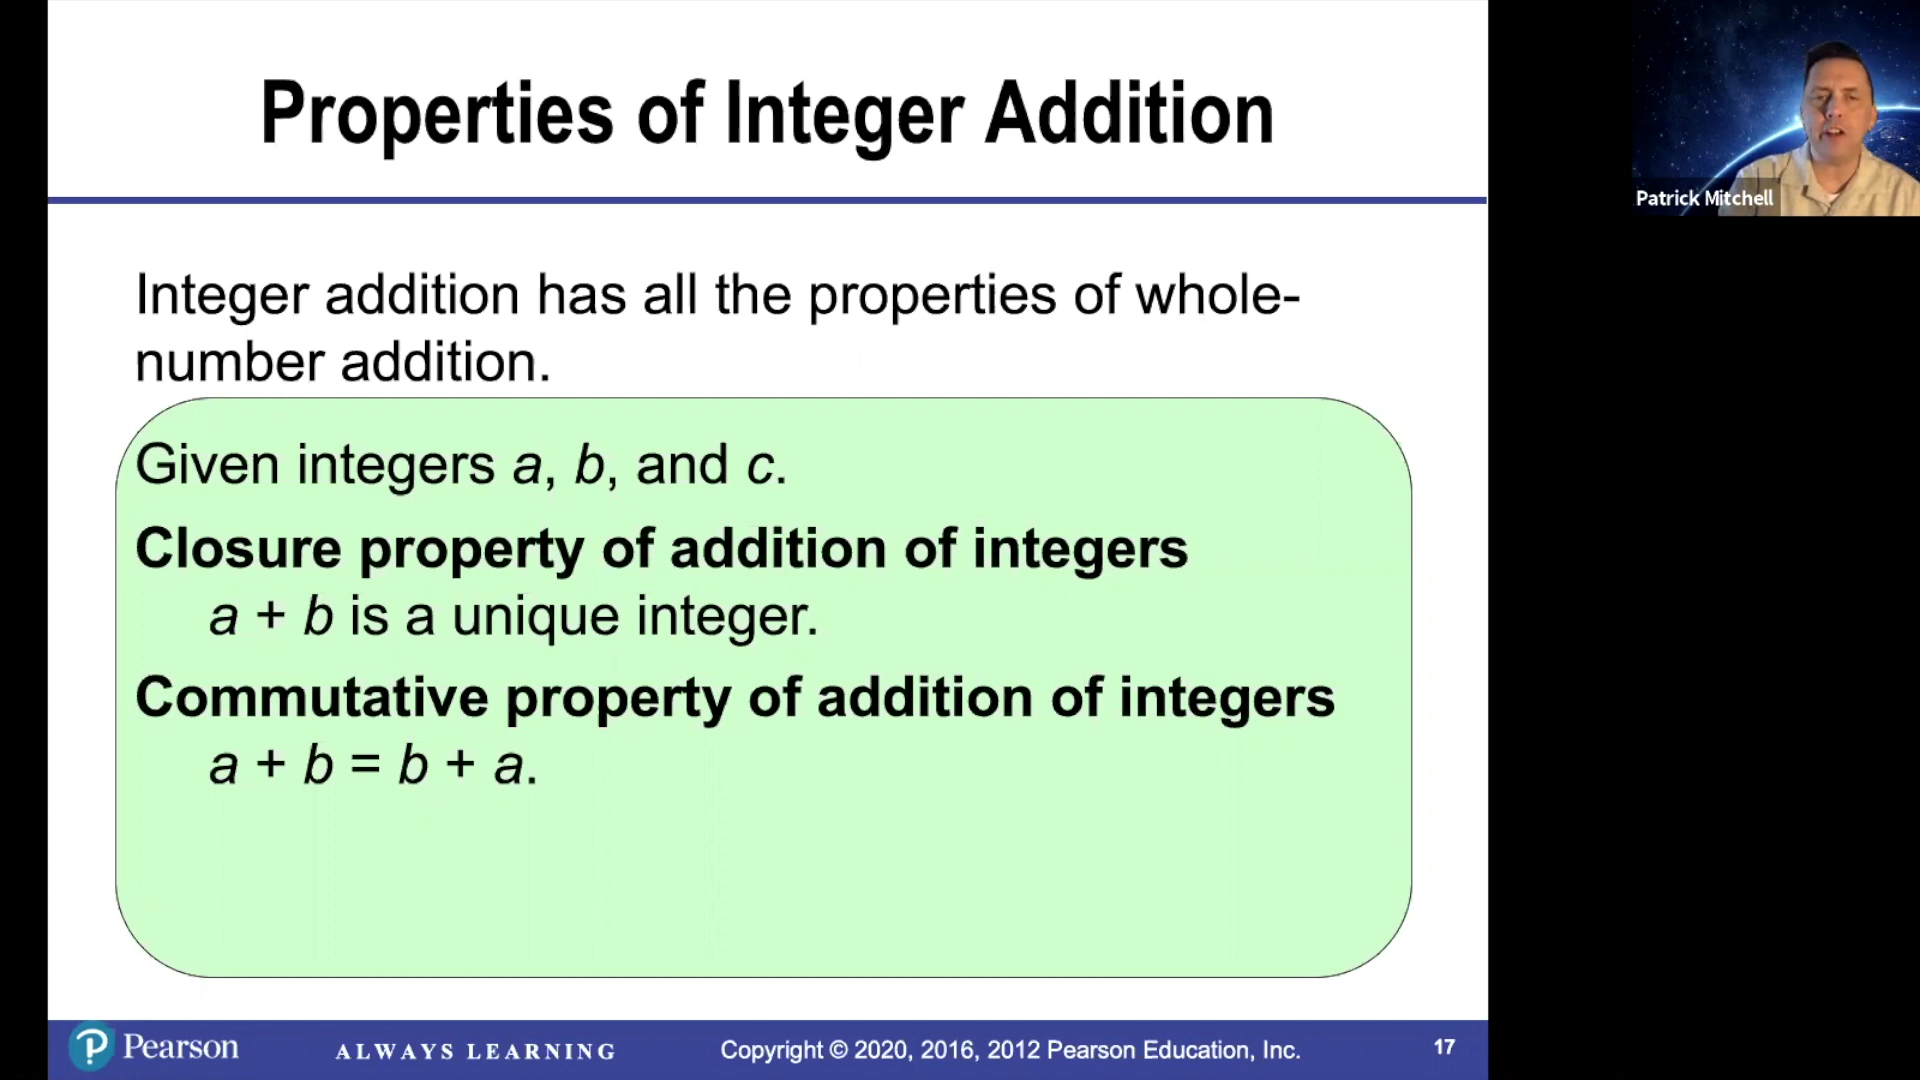 Properties of Integer Addition
Patrick Mitchell
Integer addition has all the properties of whole-
number addition.
Given integers a, b, and c.
Closure property of addition of integers
a + b is a unique integer.
Commutative property of addition of integers
a + b = b + a.
Pearson
ALWAYS LEARNING
Copyright © 2020, 2016, 2012 Pearson Education, Inc.
17